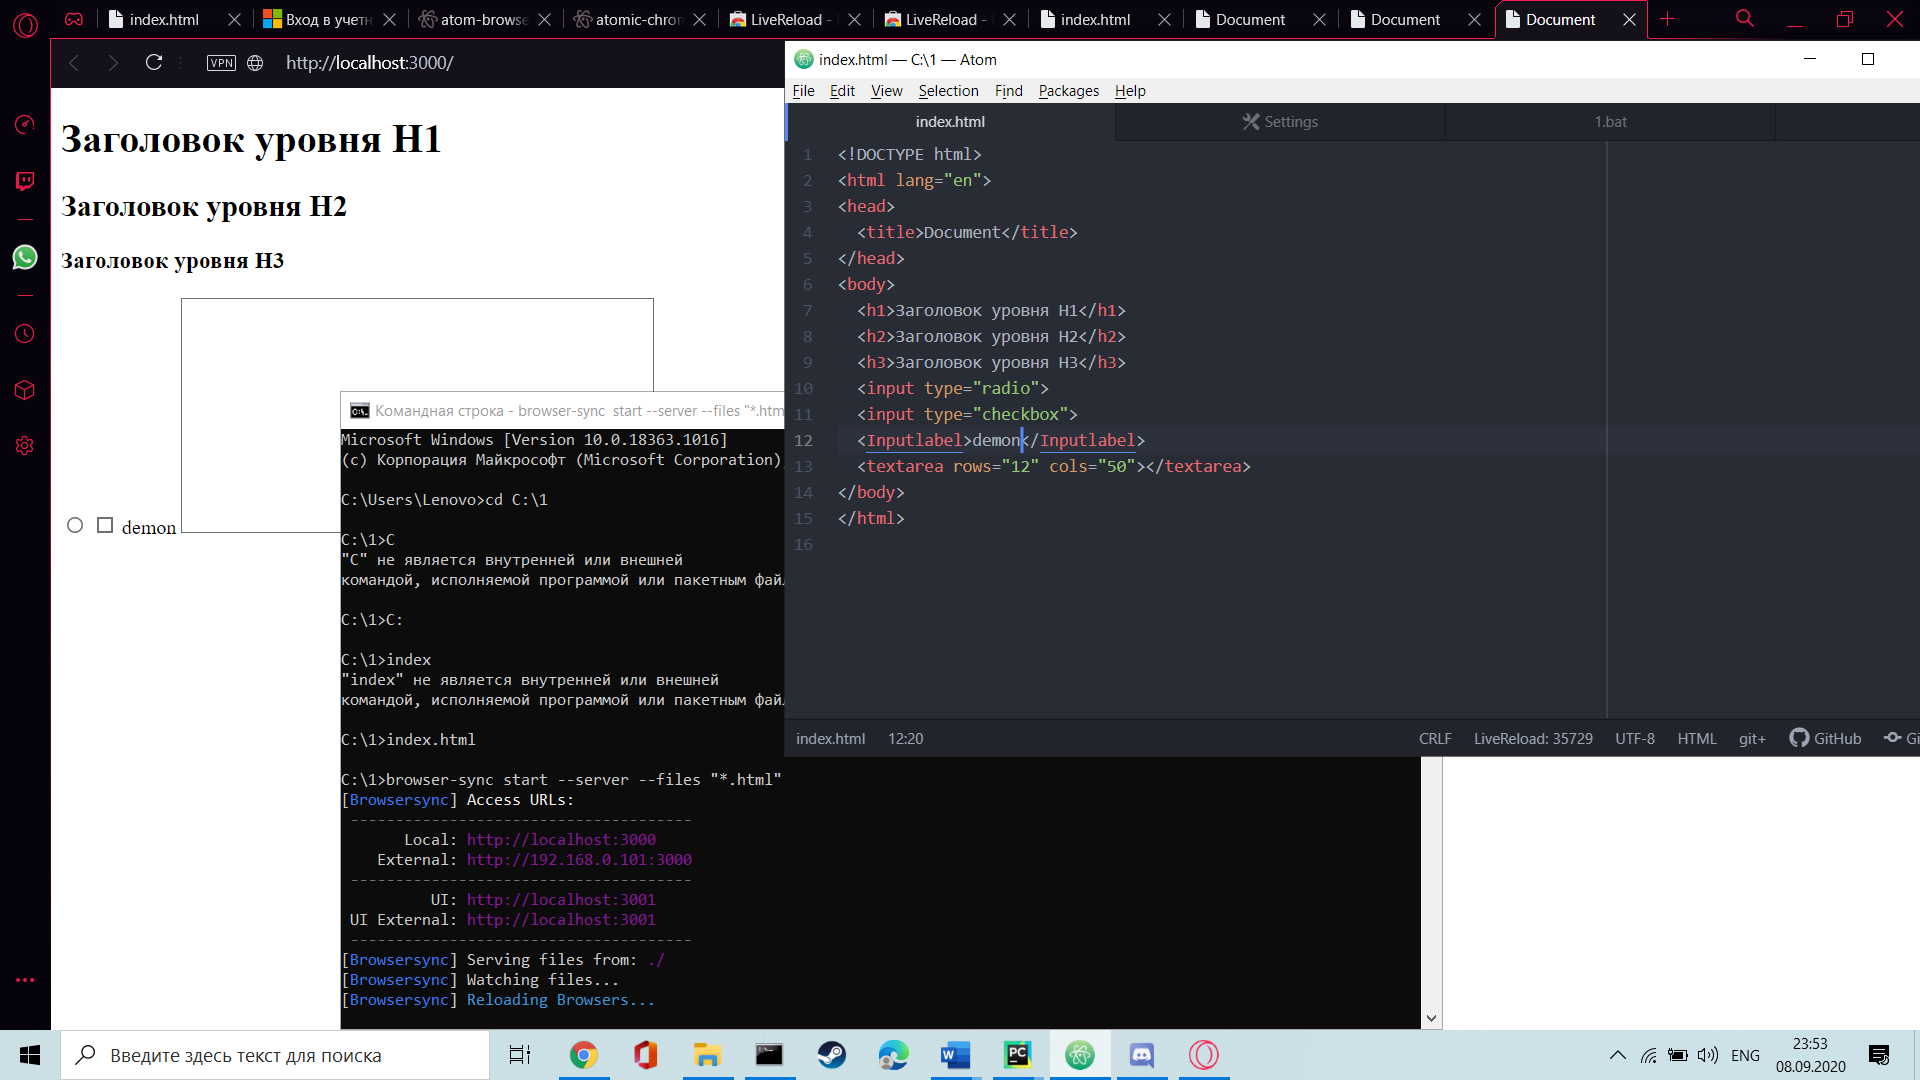 index.html
Вход в учетн
atom-browse
atomic-chron
LiveReload -
LiveReload -
index.html
Document
Document
Document
VPN
http://localhost:3000/
Заголовок уровня H1
Заголовок уровня H2
Заголовок уровня H3
demon
index.html — C:\1 — Atom
File Edit View Selection Find Packages Help
index.html
Settings
1.bat
1 <!DOCTYPE html>
2 <html lang="en">
3 <head>
4 <title>Document</title>
5 </head>
6 <body>
7 <h1>Заголовок уровня H1</h1>
8 <h2>Заголовок уровня H2</h2>
9 <h3>Заголовок уровня H3</h3>
10 <input type="radio">
11 <input type="checkbox">
12 <Inputlabel>demon</Inputlabel>
13 <textarea rows="12" cols="50"></textarea>
14 </body>
15 </html>
16
index.html 12:20 CRLF LiveReload: 35729 UTF-8 HTML git+ GitHub Gi
Командная строка - browser-sync start --server --files "*.htm
Microsoft Windows [Version 10.0.18363.1016]
(c) Корпорация Майкрософт (Microsoft Corporation)
C:\Users\Lenovo>cd C:\1
C:\1>C
"C" не является внутренней или внешней
командой, исполняемой программой или пакетным фай
C:\1>C:
C:\1>index
"index" не является внутренней или внешней
командой, исполняемой программой или пакетным фай
C:\1>index.html
C:\1>browser-sync start --server --files "*.html"
[Browsersync] Access URLs:
--------------------------------------
Local: http://localhost:3000
External: http://192.168.0.101:3000
--------------------------------------
UI: http://localhost:3001
UI External: http://localhost:3001
--------------------------------------
[Browsersync] Serving files from: ./
[Browsersync] Watching files...
[Browsersync] Reloading Browsers...
Введите здесь текст для поиска
ENG
23:53
08.09.2020